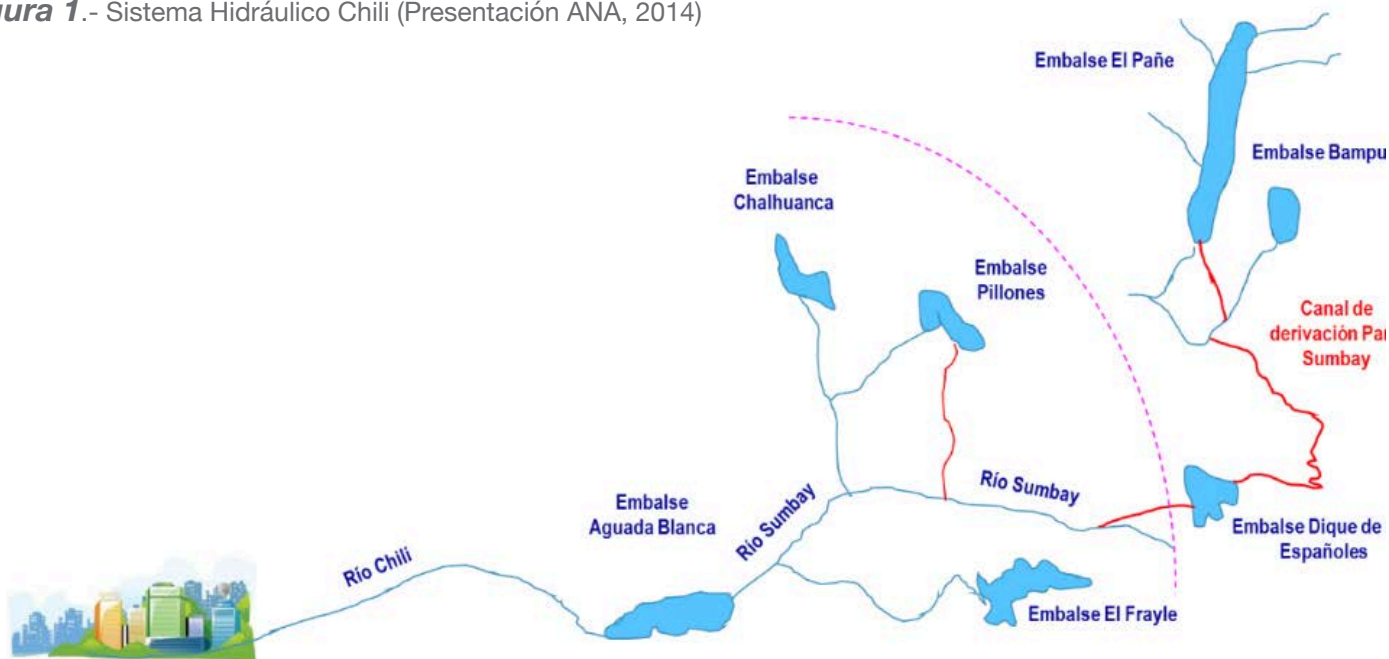 ura 1.- Sistema Hidráulico Chili (Presentación ANA, 2014)
Embalse El Pañe
Embalse Bampu
Embalse
Chalhuanca
Embalse
Pillones
Canal de
derivación Pa
Sumbay
Río Sumbay
Embalse
Aguada Blanca
Río Sumbay
Embalse Dique de
Españoles
Río Chili
Embalse El Frayle